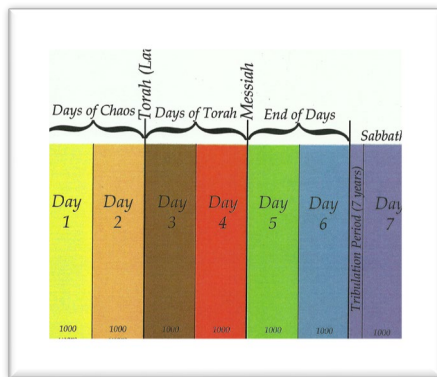 Days of Chaos
Torah (La
Days of Torah
Messiah
End of Days
Sabbath
Day
1
Day
2
Day
3
Day
4
Day
5
Day
6
Tribulation Period (7 years)
Day
7
1000
1000
1000
1000
1000
1000
1000